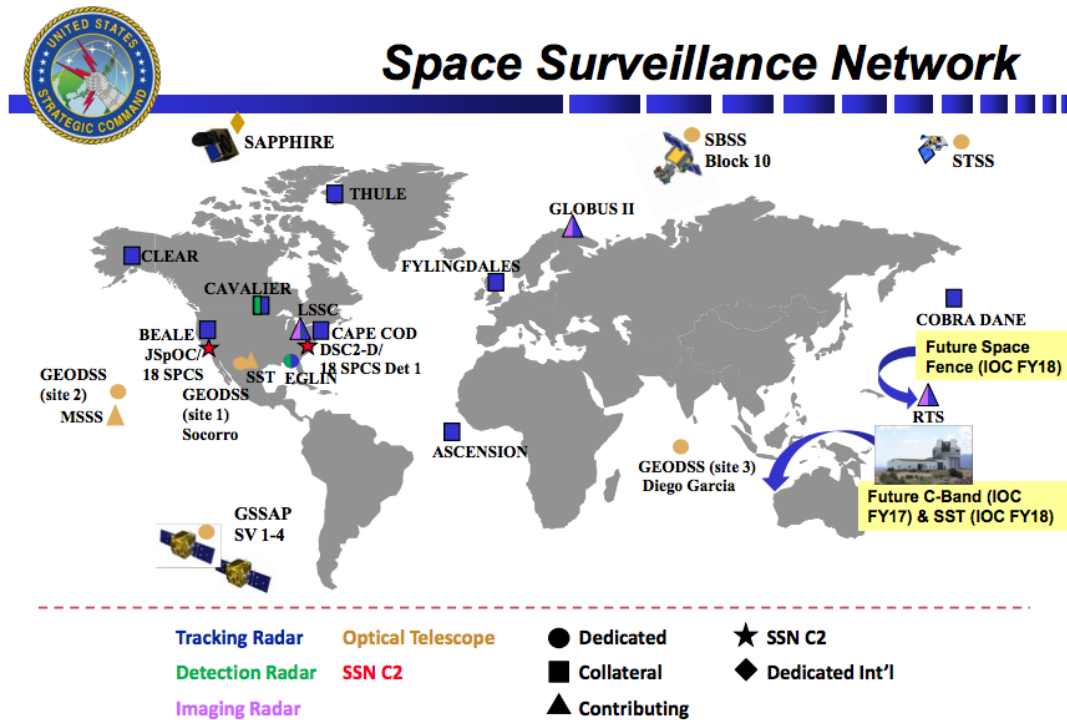 UNITED STATES
STRATEGIC COMMAND
Space Surveillance Network
SAPPHIRE
SBSS
Block 10
STSS
THULE
GLOBUS II
CLEAR
FYLINGDALES
CAVALIER
LSSC
COBRA DANE
BEALE
CAPE COD
JSpOC/
18 SPCS
DSC2-D/
18 SPCS Det 1
Future Space
Fence (IOC FY18)
SST
EGLIN
GEODSS
(site 2)
MSSS
GEODSS
(site 1)
Socorro
RTS
ASCENSION
GEODSS (site 3)
Diego Garcia
Future C-Band (IOC
FY17) & SST (IOC FY18)
GSSAP
SV 1-4
Tracking Radar
Optical Telescope
Dedicated
SSN C2
Detection Radar
SSN C2
Collateral
Dedicated Int'l
Imaging Radar
Contributing